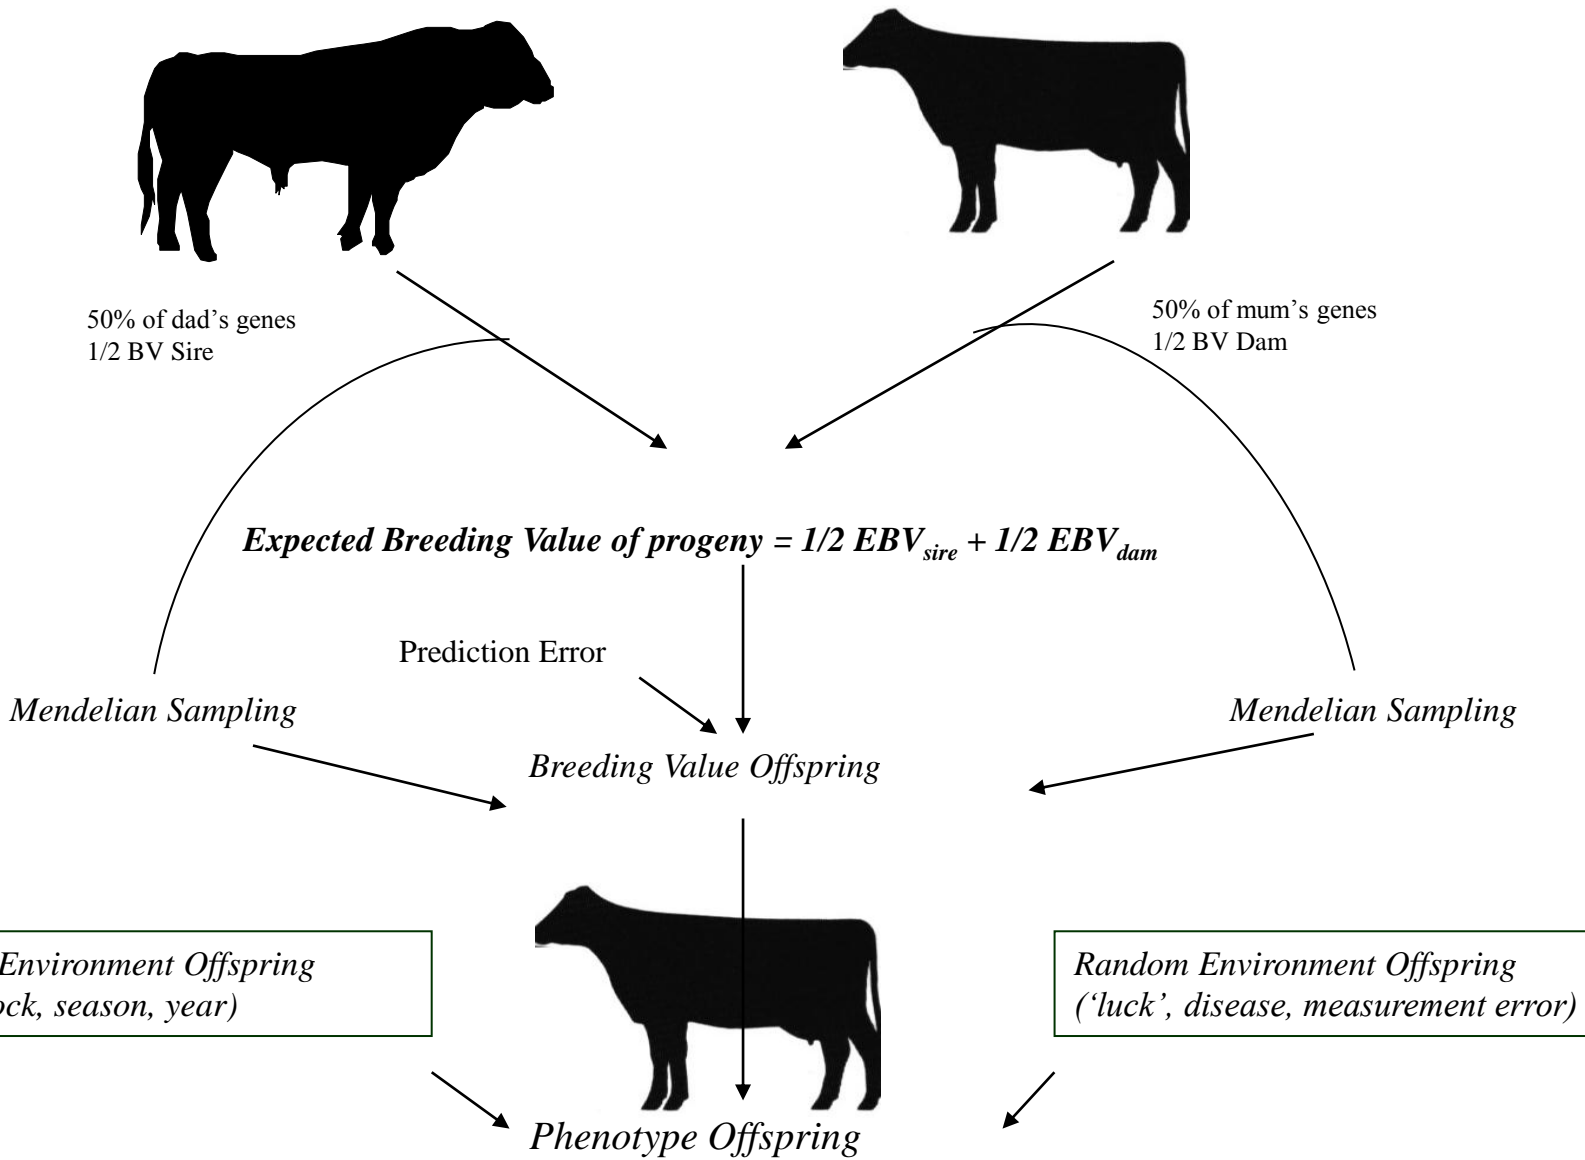 50% of dad's genes
1/2 BV Sire
50% of mum's genes
1/2 BV Dam
Expected Breeding Value of progeny = 1/2 EBV_sire + 1/2 EBV_dam
Prediction Error
Mendelian Sampling
Mendelian Sampling
Breeding Value Offspring
Environment Offspring
season, year)
Random Environment Offspring
(‘luck’, disease, measurement error)
Phenotype Offspring